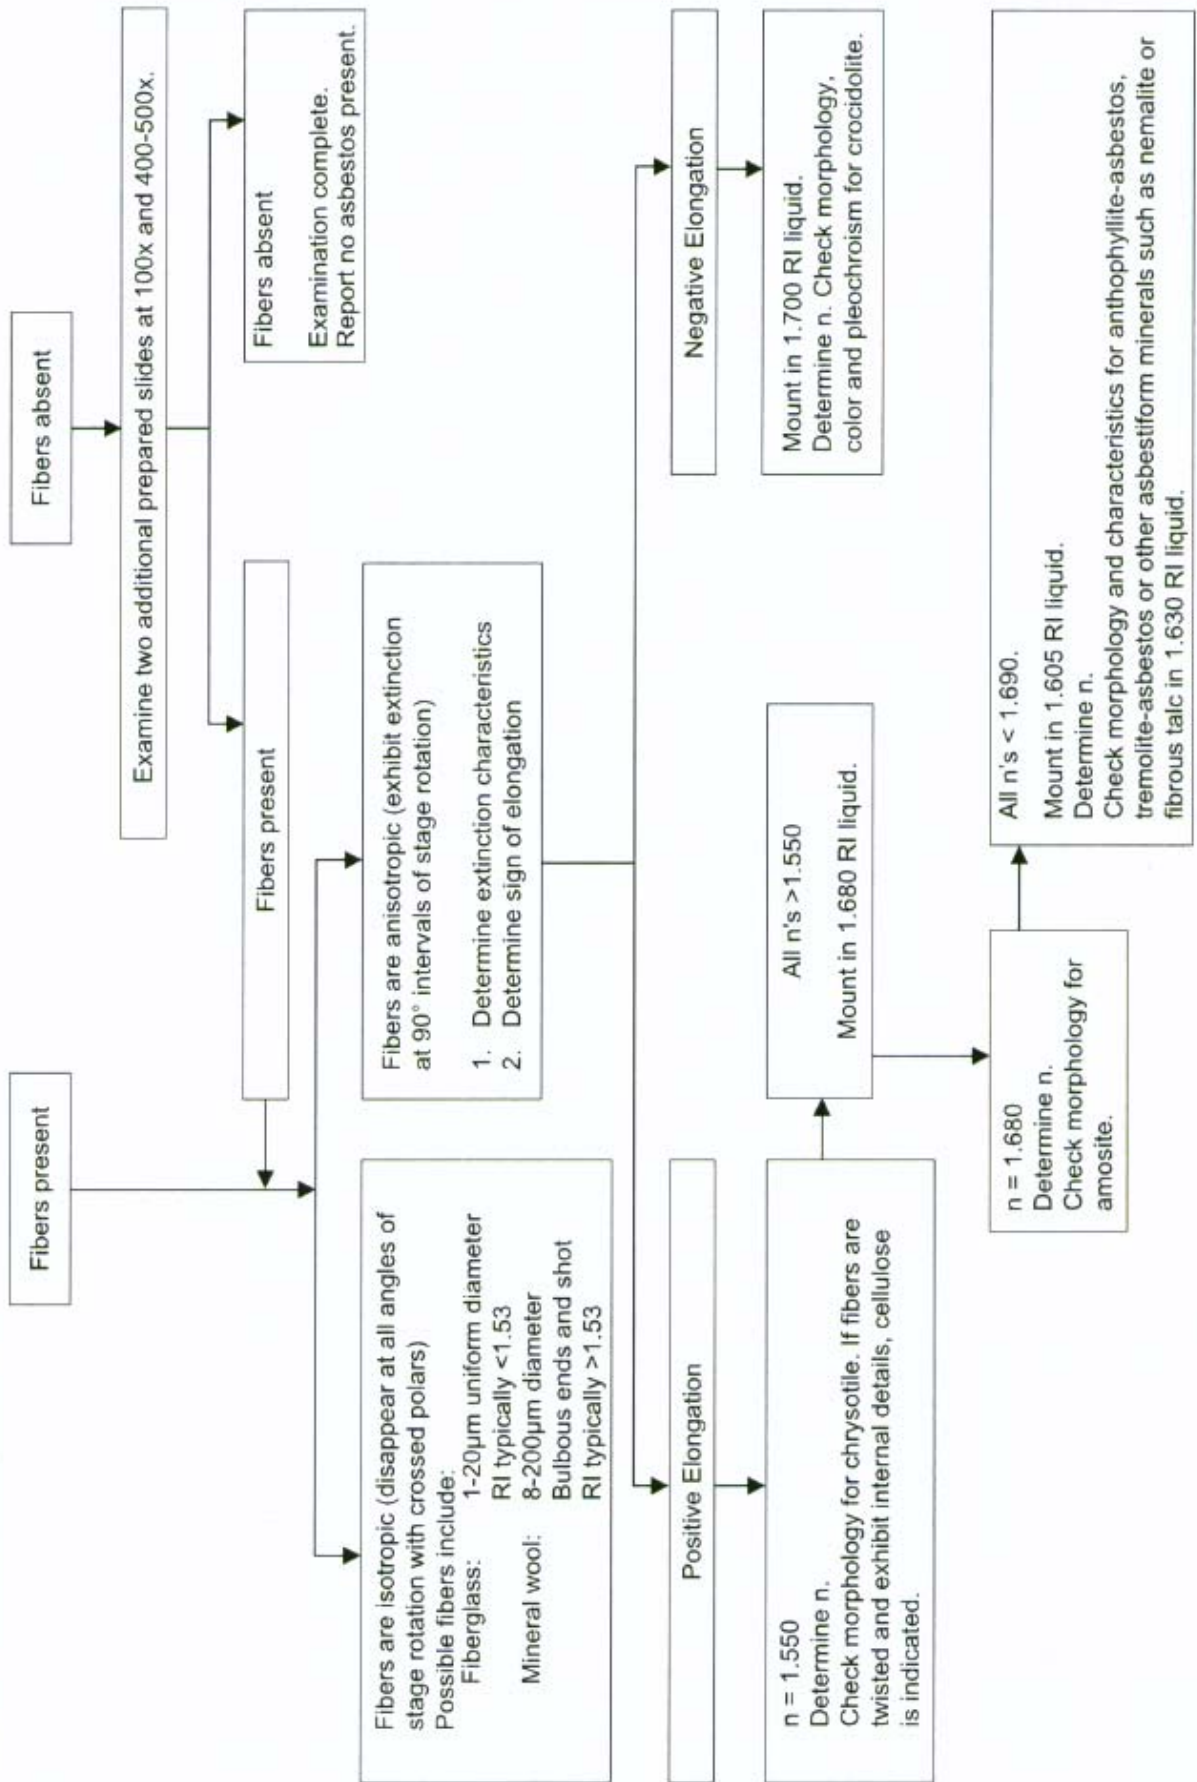 Fibers present
Fibers absent
Examine two additional prepared slides at 100x and 400-500x.
Fibers present
Fibers absent
Examination complete.
Report no asbestos present.
Fibers are isotropic (disappear at all angles of
stage rotation with crossed polars)
Possible fibers include:
Fiberglass: 1-20µm uniform diameter
RI typically <1.53
Mineral wool: 8-200µm diameter
Bulbous ends and shot
RI typically >1.53
Fibers are anisotropic (exhibit extinction
at 90° intervals of stage rotation)
1. Determine extinction characteristics
2. Determine sign of elongation
Positive Elongation
Negative Elongation
n = 1.550
Determine n.
Check morphology for chrysotile. If fibers are
twisted and exhibit internal details, cellulose
is indicated.
All n's >1.550
Mount in 1.680 RI liquid.
Mount in 1.700 RI liquid.
Determine n. Check morphology,
color and pleochroism for crocidolite.
n = 1.680
Determine n.
Check morphology for
amosite.
All n's < 1.690.
Mount in 1.605 RI liquid.
Determine n.
Check morphology and characteristics for anthophyllite-asbestos,
tremolite-asbestos or other asbestiform minerals such as nemalite or
fibrous talc in 1.630 RI liquid.